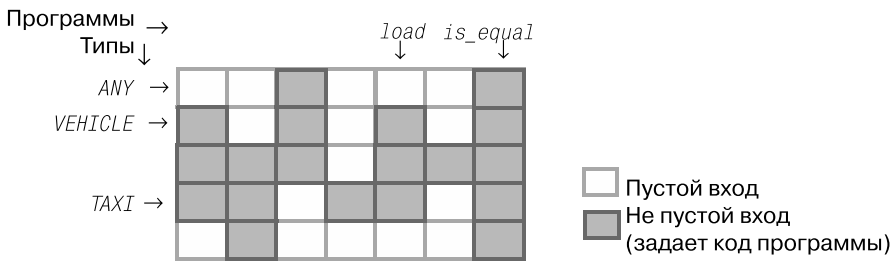 Программы →
Типы
load is_equal
ANY →
VEHICLE →
TAXI →
Пустой вход
Не пустой вход
(задает код программы)